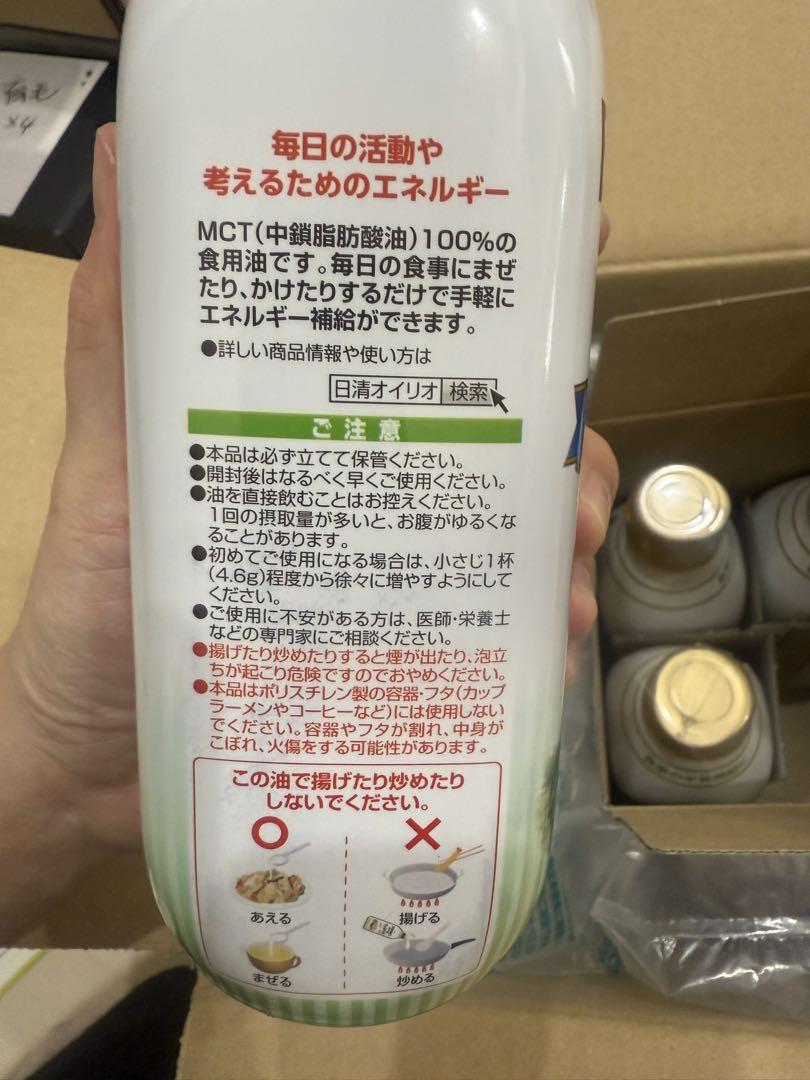 毎日の活動や
考えるためのエネルギー
MCT(中鎖脂肪酸油)100%の
食用油です。毎日の食事にまぜ
たり、かけたりするだけで手軽に
エネルギー補給ができます。
●詳しい商品情報や使い方は
日清オイリオ 検索
ご注意
●本品は必ず立てて保管ください。
●開封後はなるべく早くご使用ください。
●油を直接飲むことはお控えください。
1回の摂取量が多いと、お腹がゆるくな
ることがあります。
●初めてご使用になる場合は、小さじ1杯
(4.6g)程度から徐々に増やすようにして
ください。
●ご使用に不安がある方は、医師・栄養士
などの専門家にご相談ください。
●揚げたり炒めたりすると煙が出たり、泡立
ちが起こり危険ですのでおやめください。
●本品はポリスチレン製の容器・フタ(カップ
ラーメンやコーヒーなど)には使用しない
でください。容器やフタが割れ、中身が
こぼれ、火傷をする可能性があります。
この油で揚げたり炒めたり
しないでください。
あえる
揚げる
まぜる
炒める
×4